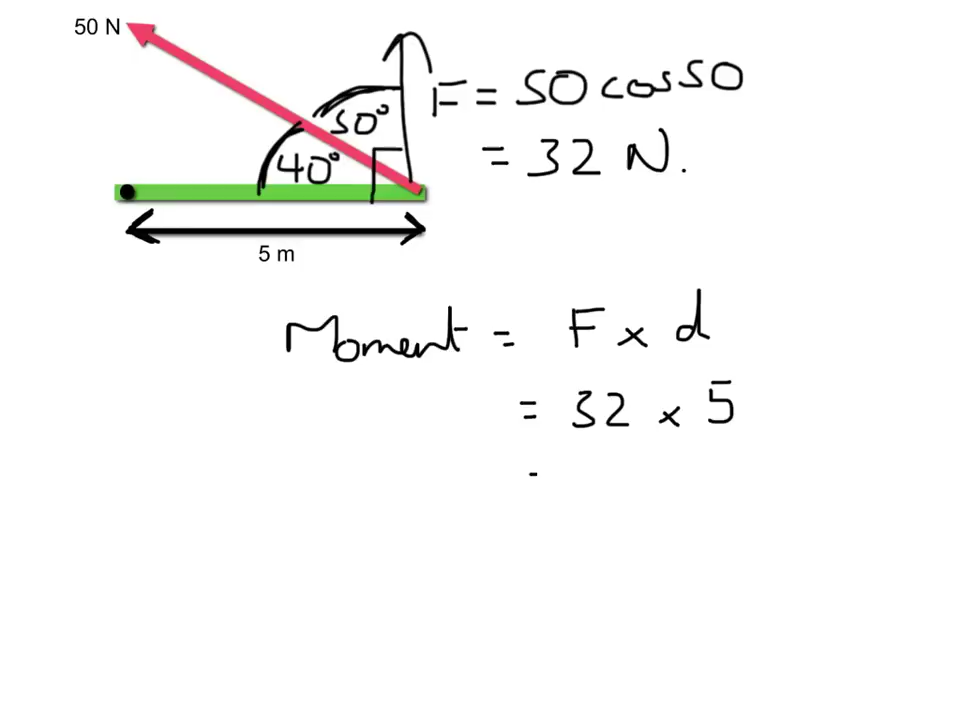 50 N
50°
40°
F = 50 cos 50
= 32 N.
5 m
Moment = F × d
= 32 × 5
-